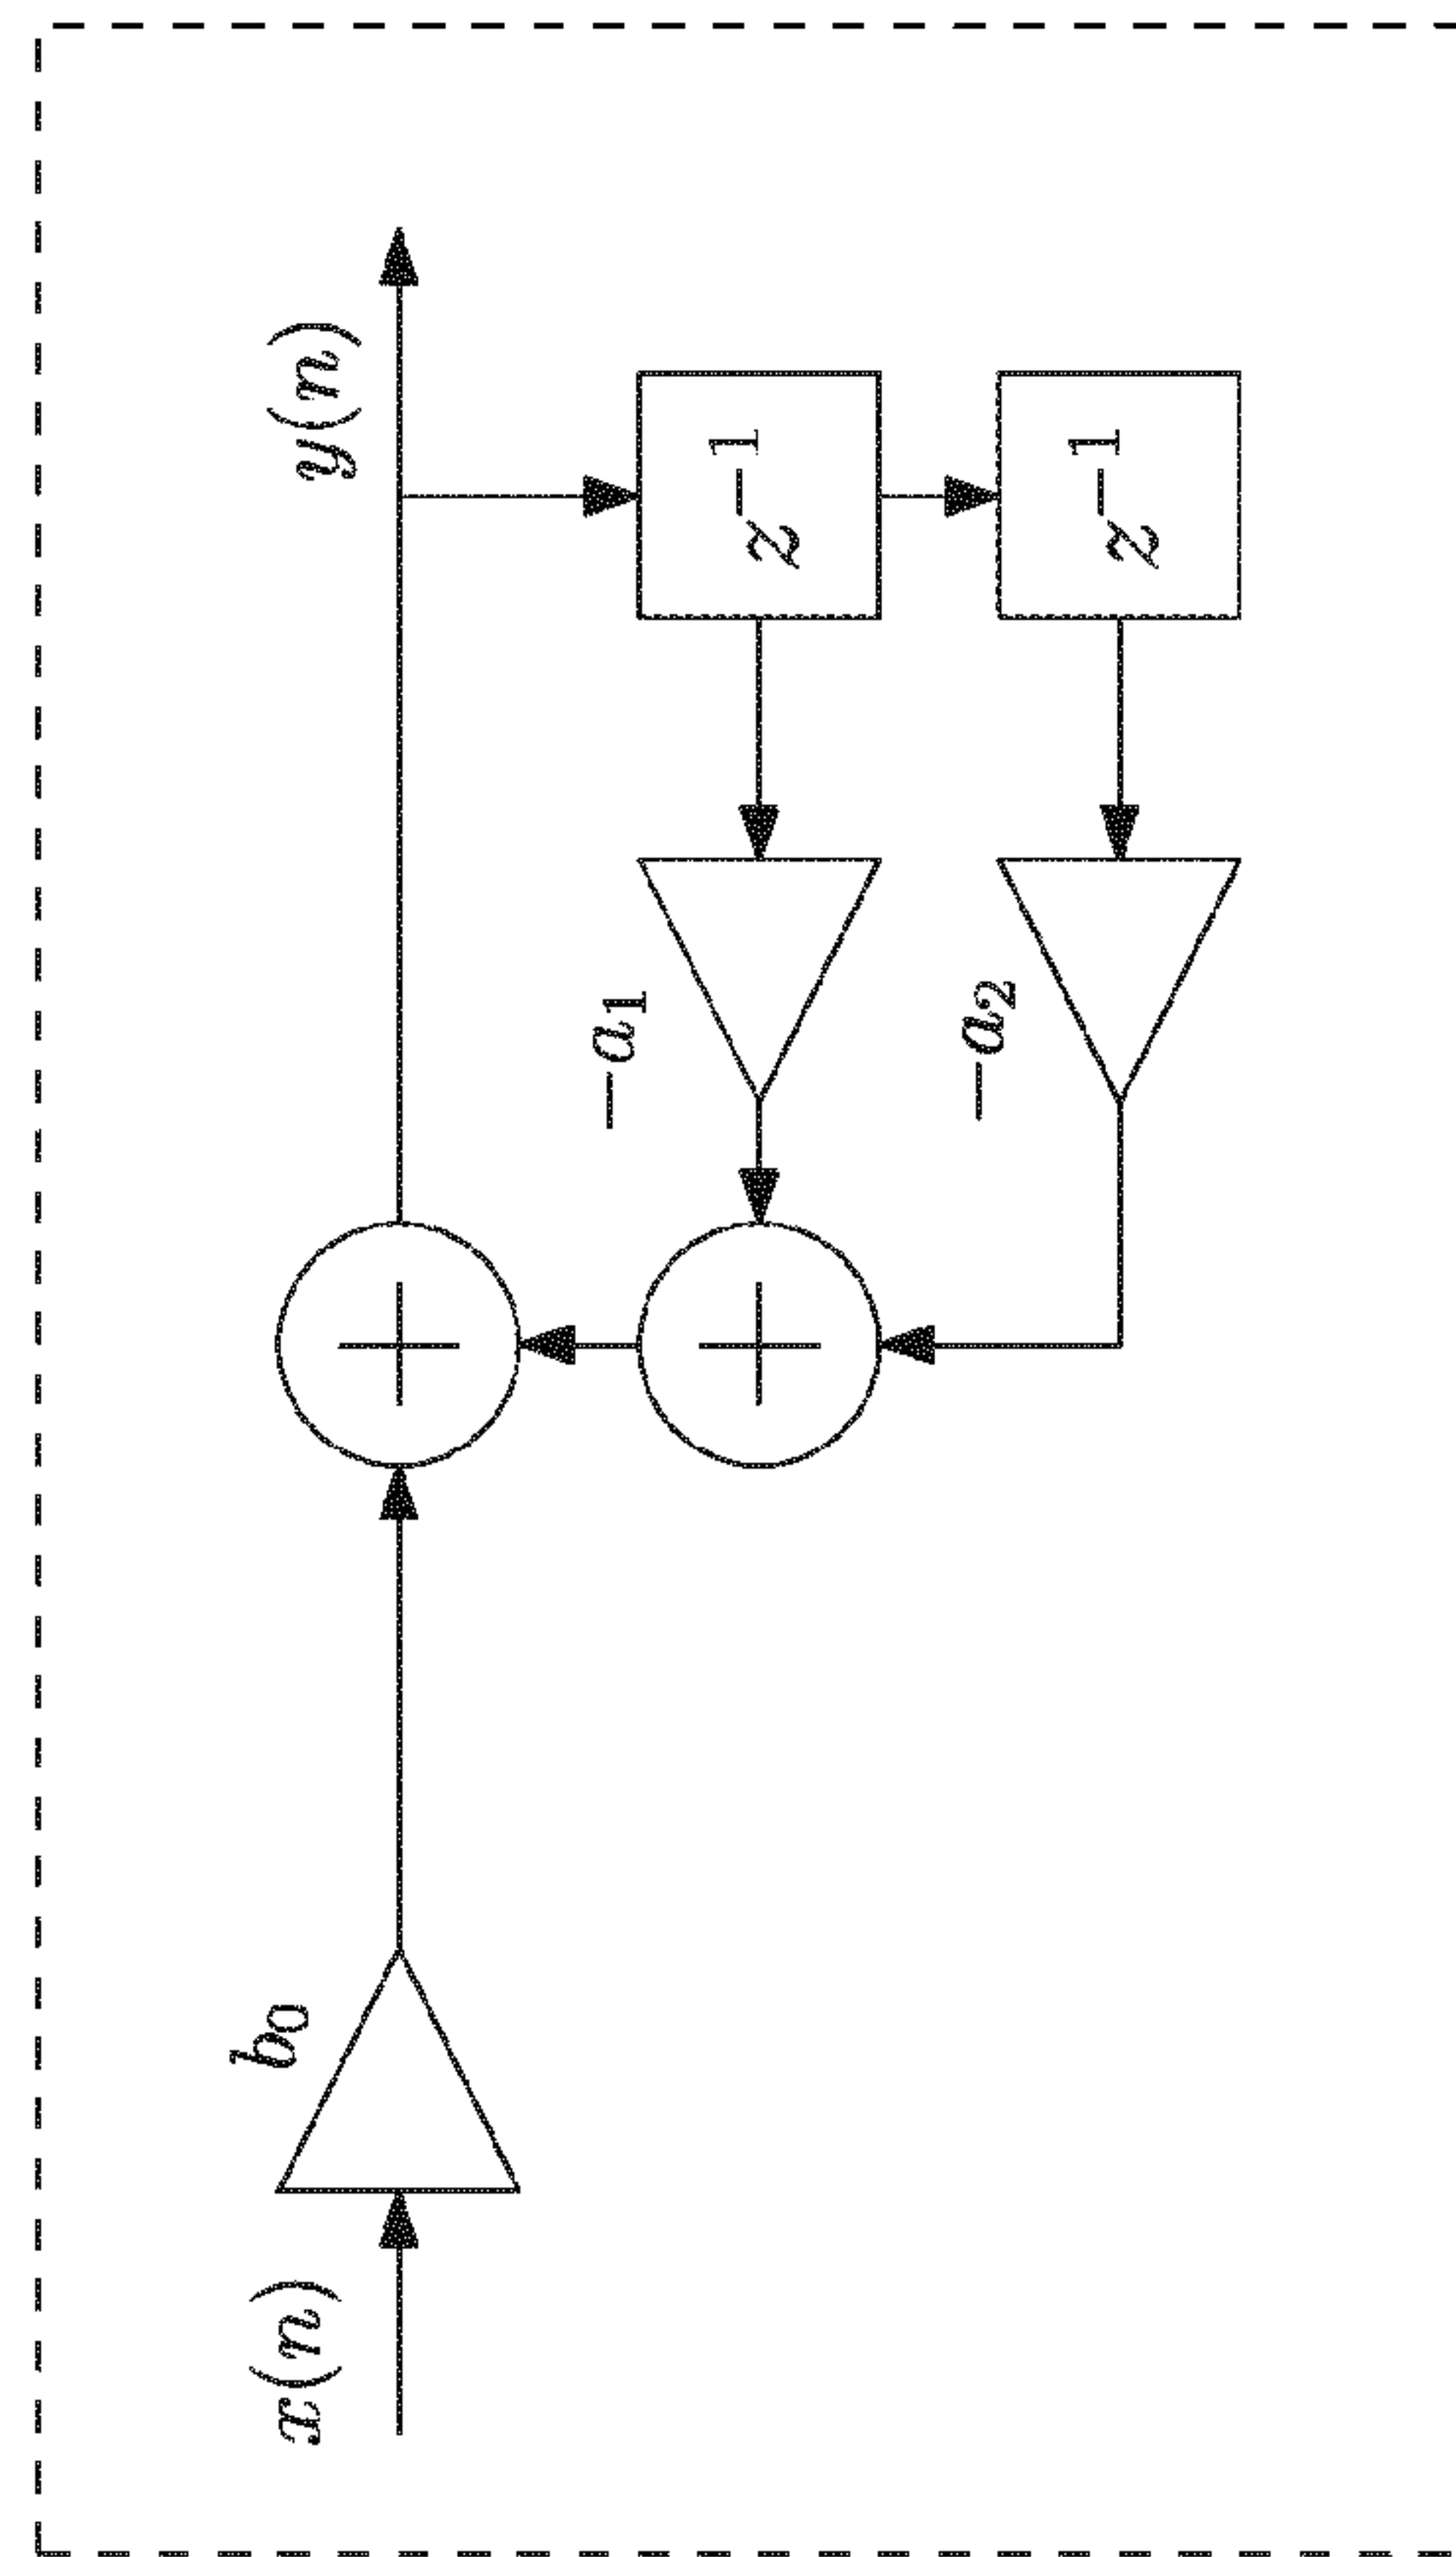 x(n)
b₀
y(n)
−a₁
z⁻¹
−a₂
z⁻¹